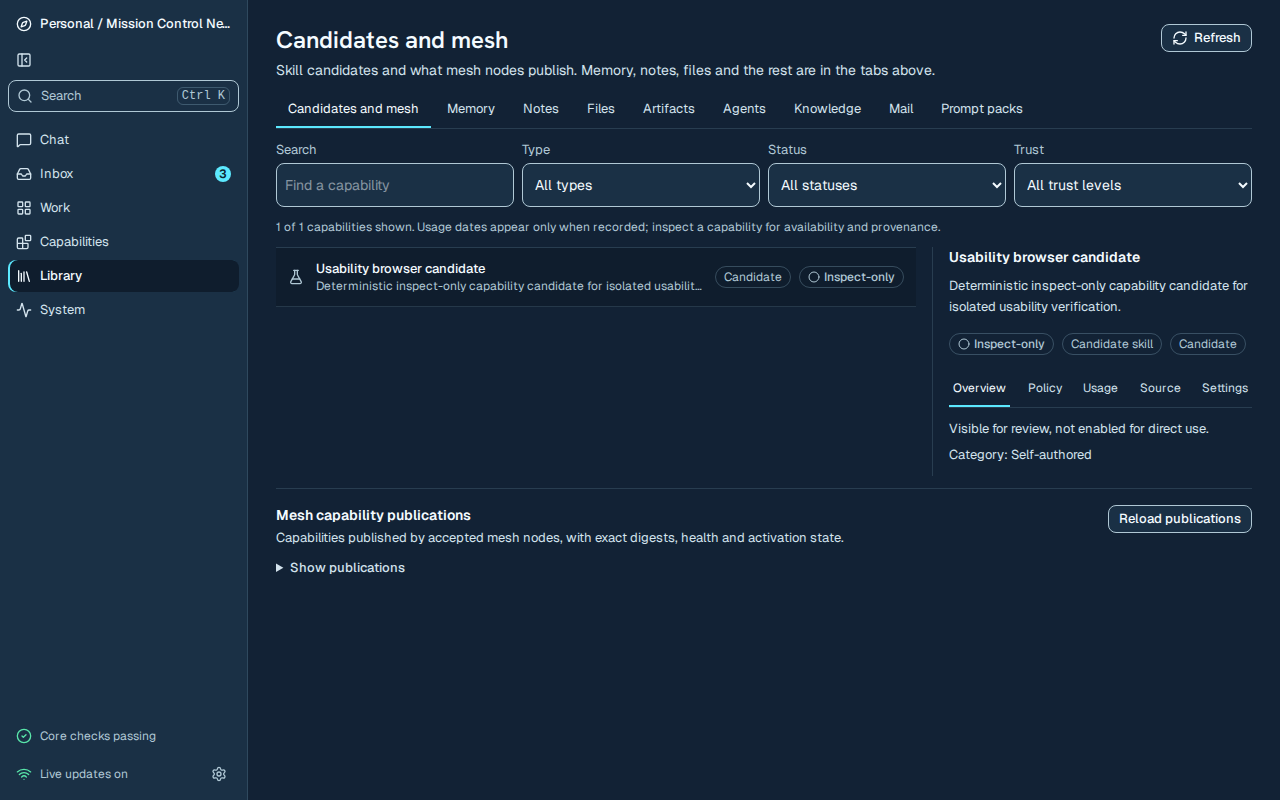 Personal / Mission Control Ne...
Search
Ctrl K
Chat
Inbox
3
Work
Capabilities
Library
System
Core checks passing
Live updates on
Candidates and mesh
Refresh
Skill candidates and what mesh nodes publish. Memory, notes, files and the rest are in the tabs above.
Candidates and mesh
Memory
Notes
Files
Artifacts
Agents
Knowledge
Mail
Prompt packs
Search
Type
Status
Trust
Find a capability
All types
All statuses
All trust levels
1 of 1 capabilities shown. Usage dates appear only when recorded; inspect a capability for availability and provenance.
Usability browser candidate
Deterministic inspect-only capability candidate for isolated usabilit...
Candidate
Inspect-only
Usability browser candidate
Deterministic inspect-only capability candidate for
isolated usability verification.
Inspect-only
Candidate skill
Candidate
Overview
Policy
Usage
Source
Settings
Visible for review, not enabled for direct use.
Category: Self-authored
Mesh capability publications
Reload publications
Capabilities published by accepted mesh nodes, with exact digests, health and activation state.
Show publications